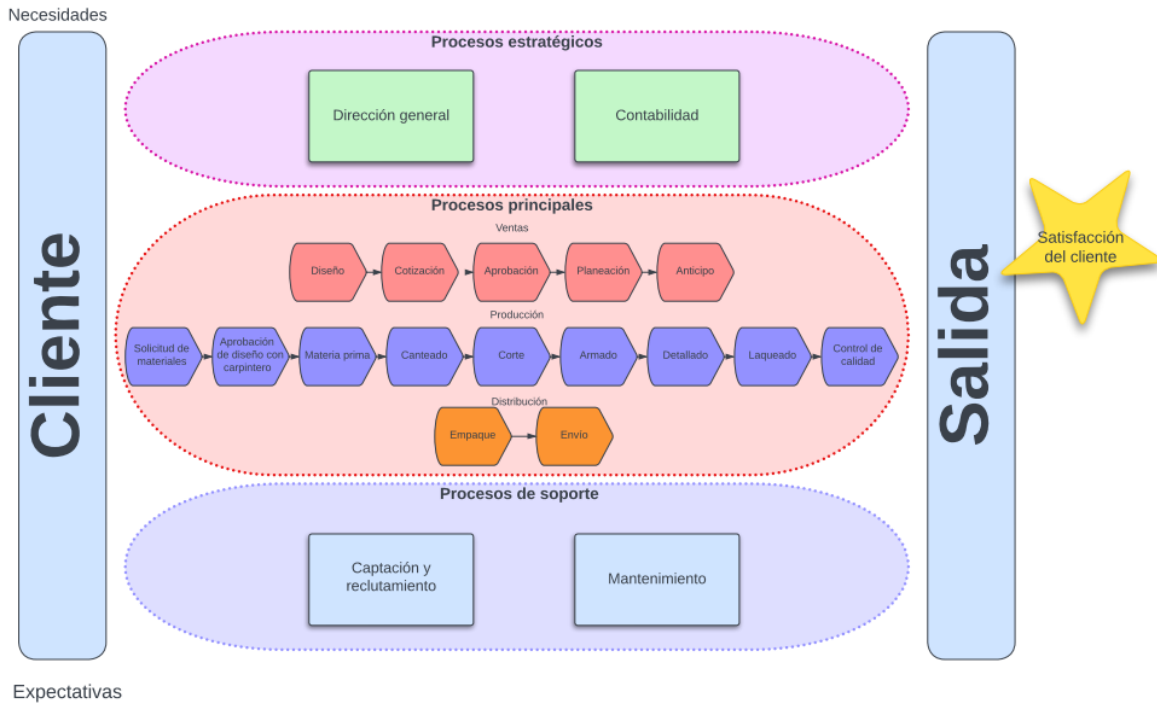 Necesidades
Cliente
Procesos estratégicos
Dirección general
Contabilidad
Procesos principales
Ventas
Diseño
Cotización
Aprobación
Planeación
Anticipo
Producción
Solicitud de
materiales
Aprobación
de diseño con
carpintero
Materia prima
Canteado
Corte
Armado
Detallado
Laqueado
Control de
calidad
Distribución
Empaque
Envío
Procesos de soporte
Captación y
reclutamiento
Mantenimiento
Salida
Satisfacción
del cliente
Expectativas